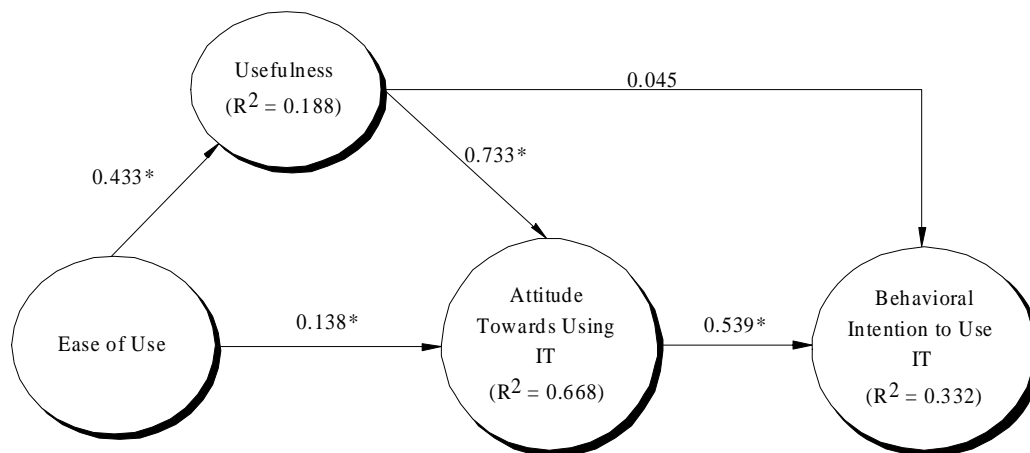 Usefulness
(R² = 0.188)
0.045
0.733*
0.433*
Ease of Use
0.138*
Attitude
Towards Using
IT
(R² = 0.668)
0.539*
Behavioral
Intention to Use
IT
(R² = 0.332)